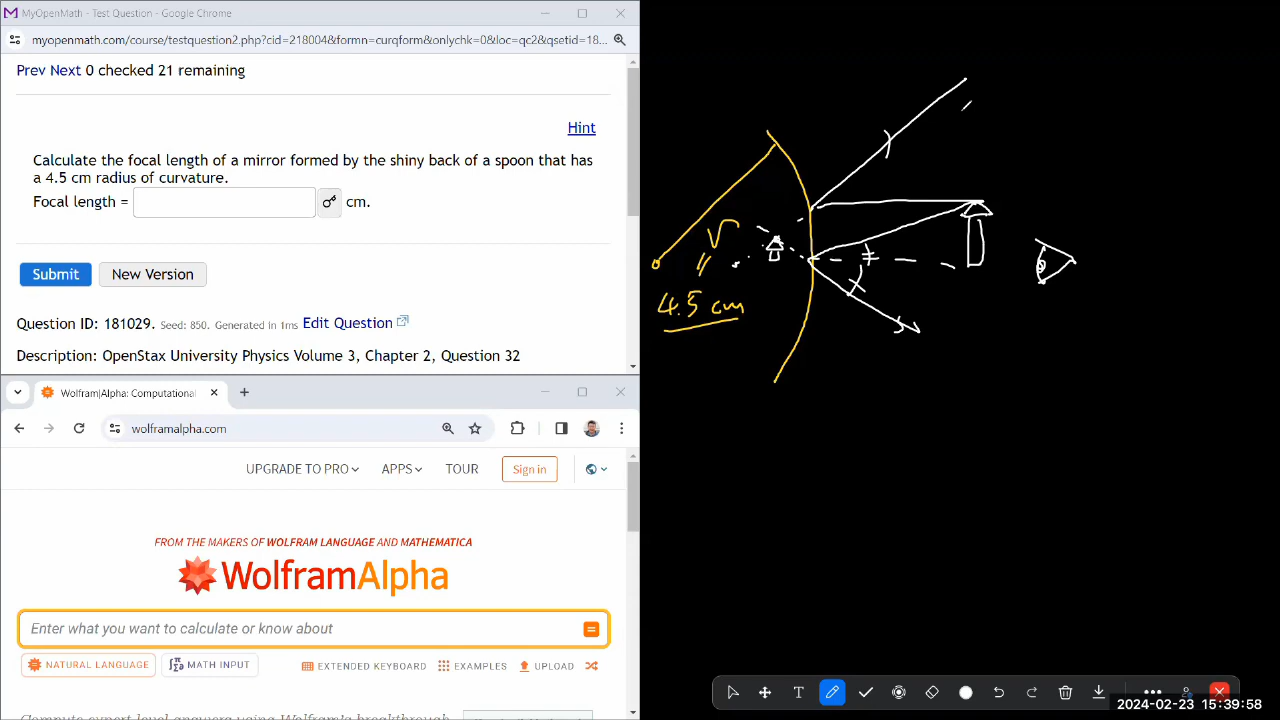 MyOpenMath - Test Question - Google Chrome
myopenmath.com/course/testquestion2.php?cid=218004&formn=curqform&onlychk=0&loc=qc2&qsetid=18...
Prev Next 0 checked 21 remaining
Hint
Calculate the focal length of a mirror formed by the shiny back of a spoon that has
a 4.5 cm radius of curvature.
Focal length = cm.
Submit New Version
Question ID: 181029. Seed: 850. Generated in 1ms Edit Question
Description: OpenStax University Physics Volume 3, Chapter 2, Question 32
Wolfram|Alpha: Computational
wolframalpha.com
UPGRADE TO PRO APPS TOUR Sign in
FROM THE MAKERS OF WOLFRAM LANGUAGE AND MATHEMATICA
WolframAlpha
Enter what you want to calculate or know about
NATURAL LANGUAGE MATH INPUT EXTENDED KEYBOARD EXAMPLES UPLOAD
r
4.5 cm
2024-02-23 15:39:58